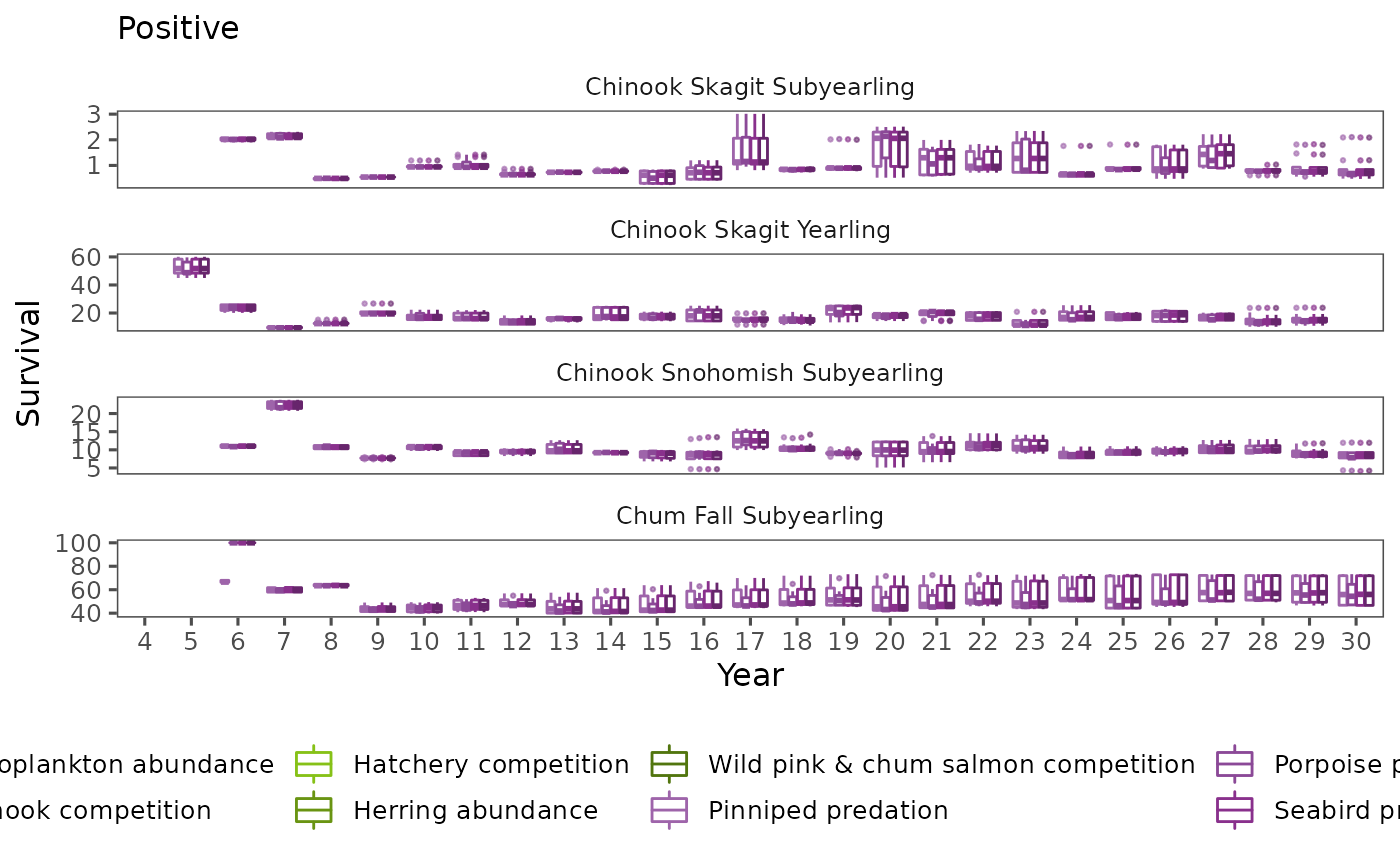 Positive
Chinook Skagit Subyearling
3
2
1
Chinook Skagit Yearling
60
40
20
Chinook Snohomish Subyearling
20
15
10
5
Chum Fall Subyearling
100
80
60
40
Survival
4 5 6 7 8 9 10 11 12 13 14 15 16 17 18 19 20 21 22 23 24 25 26 27 28 29 30
Year
oplankton abundance Hatchery competition Wild pink & chum salmon competition Porpoise p
nook competition Herring abundance Pinniped predation Seabird pr